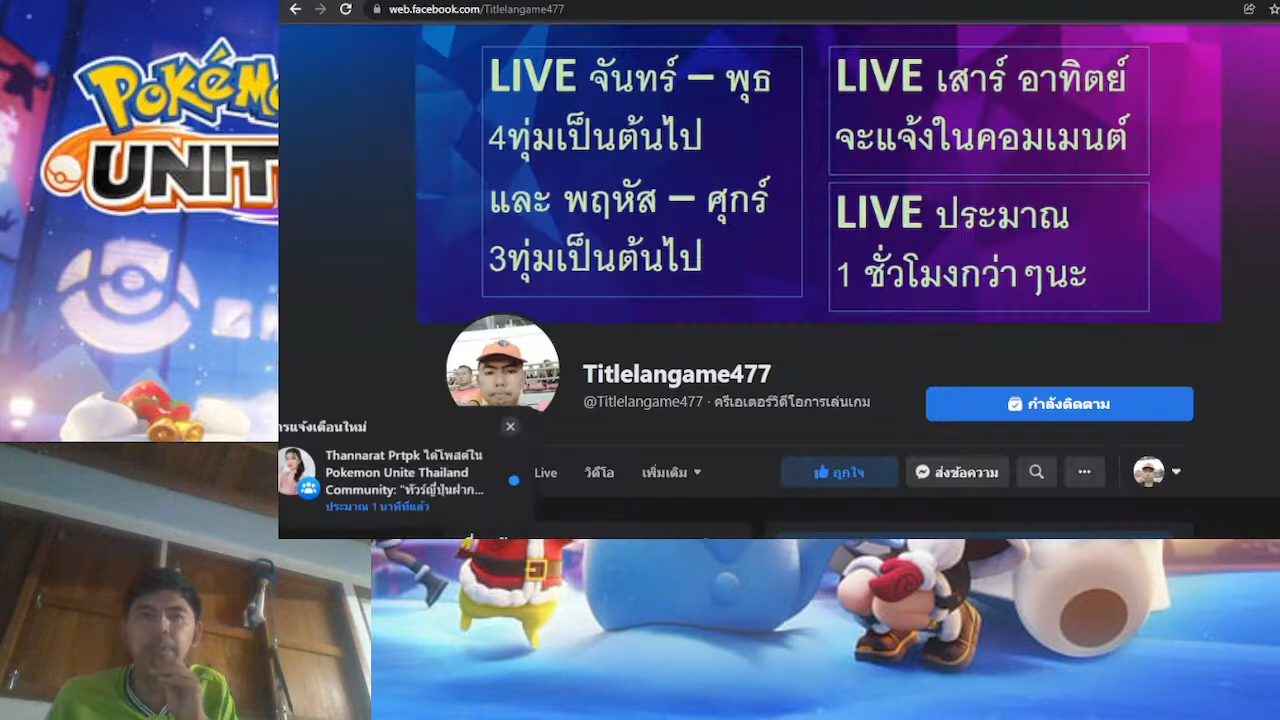 web.facebook.com/Titlelangame477
POKÉMO
UNIT
LIVE จันทร์ – พุธ
4ทุ่มเป็นต้นไป
และ พฤหัส – ศุกร์
3ทุ่มเป็นต้นไป
LIVE เสาร์ อาทิตย์
จะแจ้งในคอมเมนต์
LIVE ประมาณ
1 ชั่วโมงกว่าๆนะ
Titlelangame477
@Titlelangame477 · ครีเอเตอร์วิดีโอการเล่นเกม
กำลังติดตาม
ารแจ้งเตือนใหม่
Thannarat Prtpk ได้โพสต์ใน
Pokemon Unite Thailand
Community: "ทัวร์ญี่ปุ่นฝาก...
ประมาณ 1 นาทีที่แล้ว
Live วิดีโอ เพิ่มเติม
ถูกใจ ส่งข้อความ